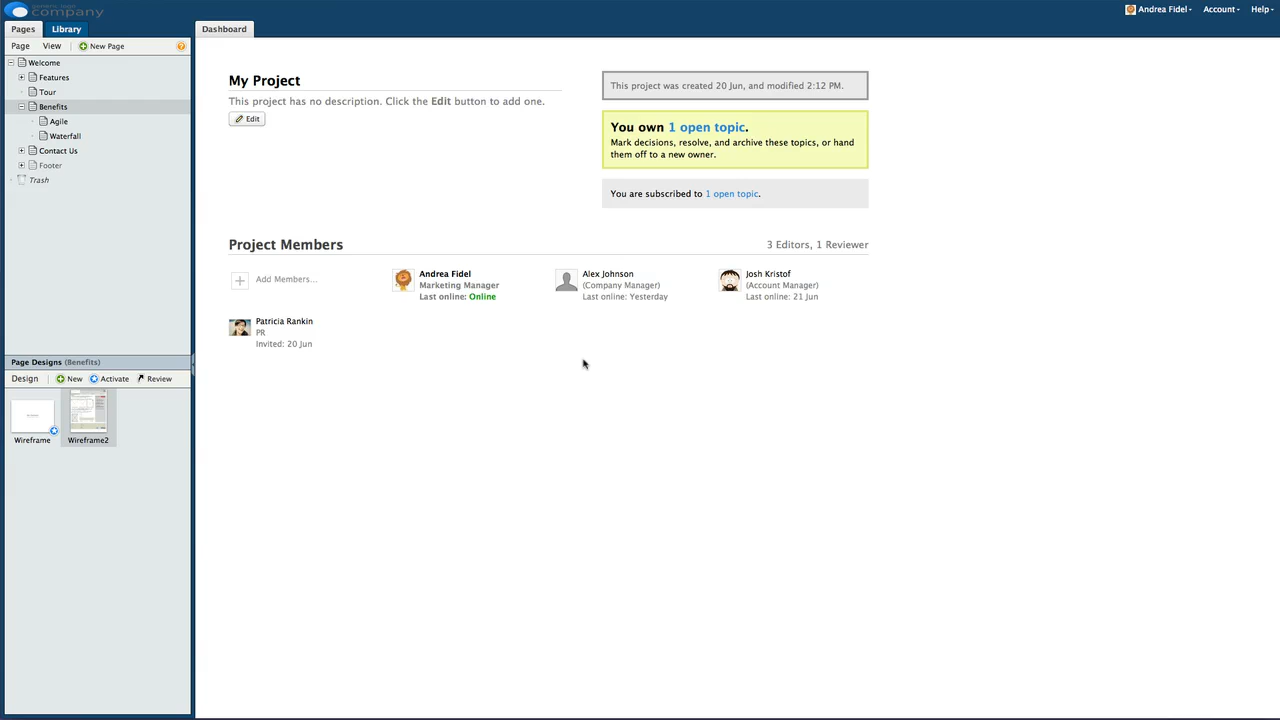 company
Andrea Fidel
Account
Help
Pages
Library
Dashboard
Page
View
New Page
Welcome
Features
Tour
Benefits
Agile
Waterfall
Contact Us
Footer
Trash
My Project
This project has no description. Click the Edit button to add one.
Edit
This project was created 20 Jun, and modified 2:12 PM.
You own 1 open topic.
Mark decisions, resolve, and archive these topics, or hand
them off to a new owner.
You are subscribed to 1 open topic.
Project Members
3 Editors, 1 Reviewer
Add Members...
Andrea Fidel
Marketing Manager
Last online: Online
Alex Johnson
(Company Manager)
Last online: Yesterday
Josh Kristof
(Account Manager)
Last online: 21 Jun
Patricia Rankin
PR
Invited: 20 Jun
Page Designs (Benefits)
Design
New
Activate
Review
Wireframe
Wireframe2